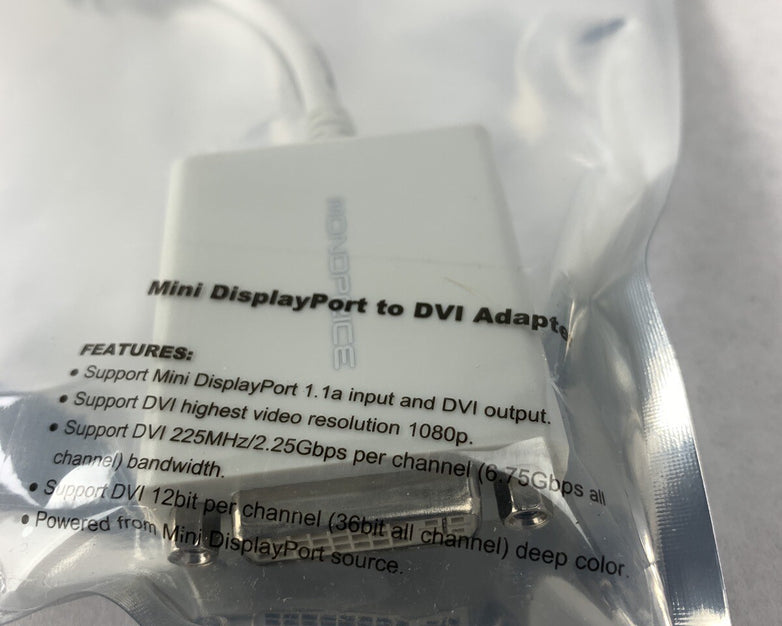 MONOPRICE
Mini DisplayPort to DVI Adapte
FEATURES:
• Support Mini DisplayPort 1.1a input and DVI output.
• Support DVI highest video resolution 1080p.
• Support DVI 225MHz/2.25Gbps per channel (6.75Gbps all
channel) bandwidth.
• Support DVI 12bit per channel (36bit all channel) deep color.
• Powered from Mini DisplayPort source.